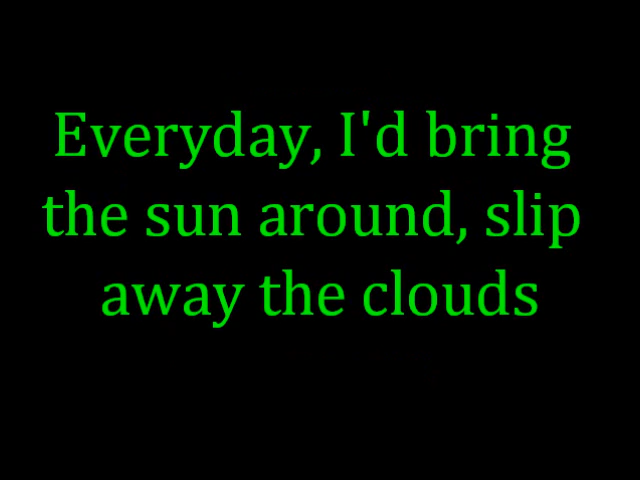 Everyday, I'd bring
the sun around, slip
away the clouds